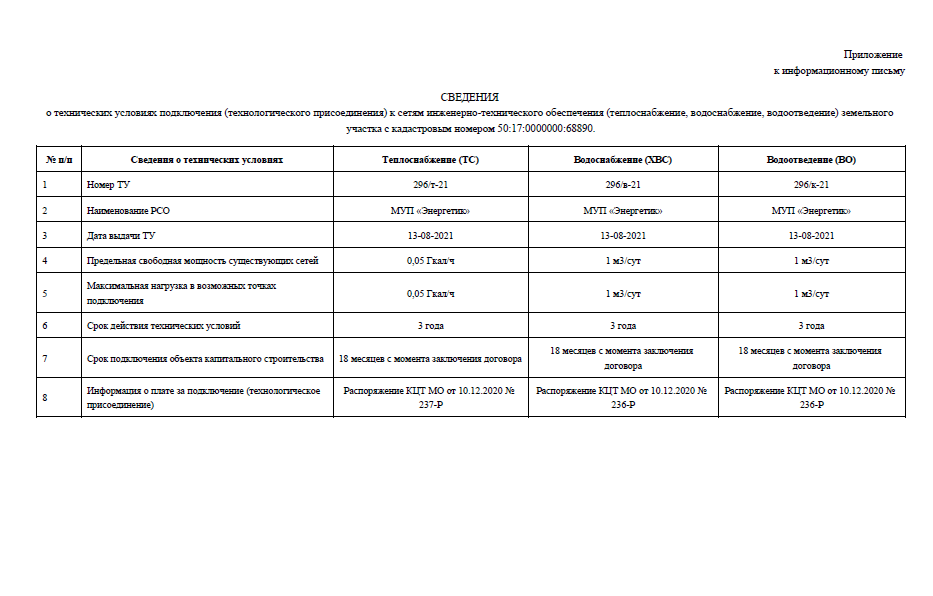 Приложение
к информационному письму
СВЕДЕНИЯ
о технических условиях подключения (технологического присоединения) к сетям инженерно-технического обеспечения (теплоснабжение, водоснабжение, водоотведение) земельного
участка с кадастровым номером 50:17:0000000:68890.
№ п/п Сведения о технических условиях Теплоснабжение (ТС) Водоснабжение (ХВС) Водоотведение (ВО)
1 Номер ТУ 296/т-21 296/в-21 296/к-21
2 Наименование РСО МУП «Энергетик» МУП «Энергетик» МУП «Энергетик»
3 Дата выдачи ТУ 13-08-2021 13-08-2021 13-08-2021
4 Предельная свободная мощность существующих сетей 0,05 Гкал/ч 1 м3/сут 1 м3/сут
5 Максимальная нагрузка в возможных точках
подключения 0,05 Гкал/ч 1 м3/сут 1 м3/сут
6 Срок действия технических условий 3 года 3 года 3 года
7 Срок подключения объекта капитального строительства 18 месяцев с момента заключения договора 18 месяцев с момента заключения
договора 18 месяцев с момента заключения
договора
8 Информация о плате за подключение (технологическое
присоединение) Распоряжение КЦТ МО от 10.12.2020 №
237-Р Распоряжение КЦТ МО от 10.12.2020 №
236-Р Распоряжение КЦТ МО от 10.12.2020 №
236-Р